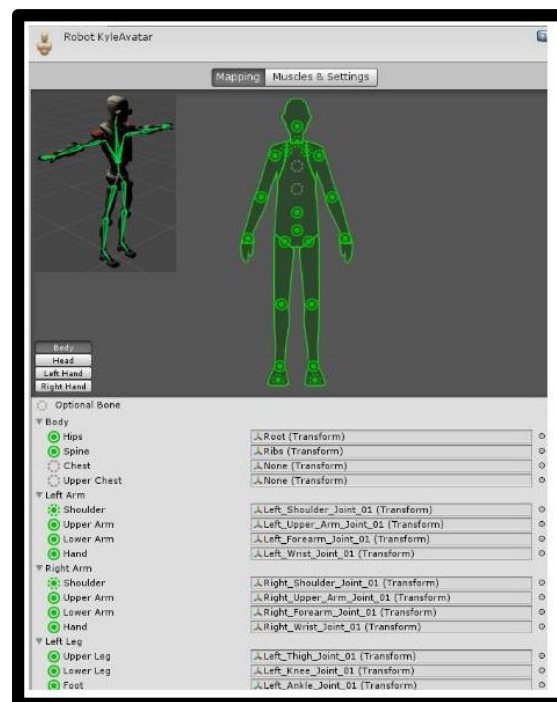 Robot KyleAvatar
Mapping Muscles & Settings
Body
Head
Left Hand
Right Hand
Optional Bone
Body
Hips Root (Transform)
Spine Ribs (Transform)
Chest None (Transform)
Upper Chest None (Transform)
Left Arm
Shoulder Left_Shoulder_Joint_01 (Transform)
Upper Arm Left_Upper_Arm_Joint_01 (Transform)
Lower Arm Left_Forearm_Joint_01 (Transform)
Hand Left_Wrist_Joint_01 (Transform)
Right Arm
Shoulder Right_Shoulder_Joint_01 (Transform)
Upper Arm Right_Upper_Arm_Joint_01 (Transform)
Lower Arm Right_Forearm_Joint_01 (Transform)
Hand Right_Wrist_Joint_01 (Transform)
Left Leg
Upper Leg Left_Thigh_Joint_01 (Transform)
Lower Leg Left_Knee_Joint_01 (Transform)
Foot Left_Ankle_Joint_01 (Transform)